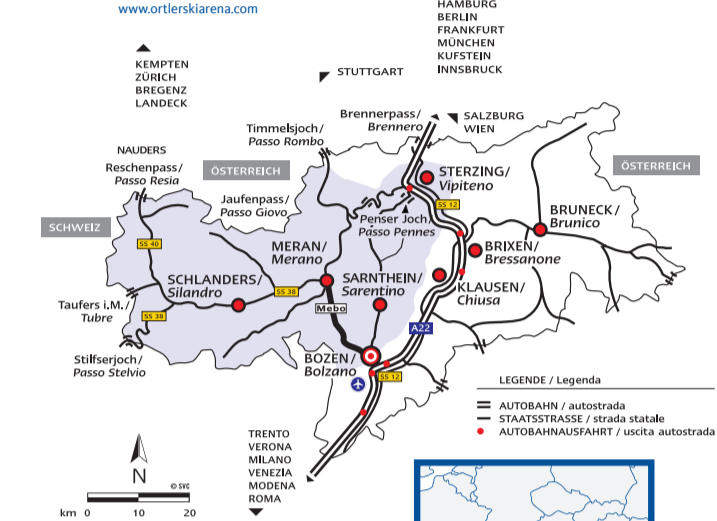 www.ortlerskiarena.com
HAMBURG
BERLIN
FRANKFURT
MÜNCHEN
KUFSTEIN
INNSBRUCK
KEMPTEN
ZÜRICH
BREGENZ
LANDECK
STUTTGART
Brennerpass/
Brennero
SALZBURG
WIEN
Timmelsjoch/
Passo Rombo
NAUDERS
Reschenpass/
Passo Resia
ÖSTERREICH
ÖSTERREICH
STERZING/
Vipiteno
Jaufenpass/
Passo Giovo
SS 12
Penser Joch/
Passo Pennes
BRUNECK/
Brunico
SCHWEIZ
SS 40
MERAN/
Merano
BRIXEN/
Bressanone
SCHLANDERS/
Silandro
SS 38
SARNTHEIN/
Sarentino
KLAUSEN/
Chiusa
Taufers i.M./
Tubre
SS 38
Mebo
A22
Stilfserjoch/
Passo Stelvio
BOZEN/
Bolzano
SS 12
LEGENDE / Legenda
AUTOBAHN / autostrada
STAATSSTRASSE / strada statale
AUTOBAHNAUSFAHRT / uscita autostrada
TRENTO
VERONA
MILANO
VENEZIA
MODENA
ROMA
N
© SVC
km 0 10 20